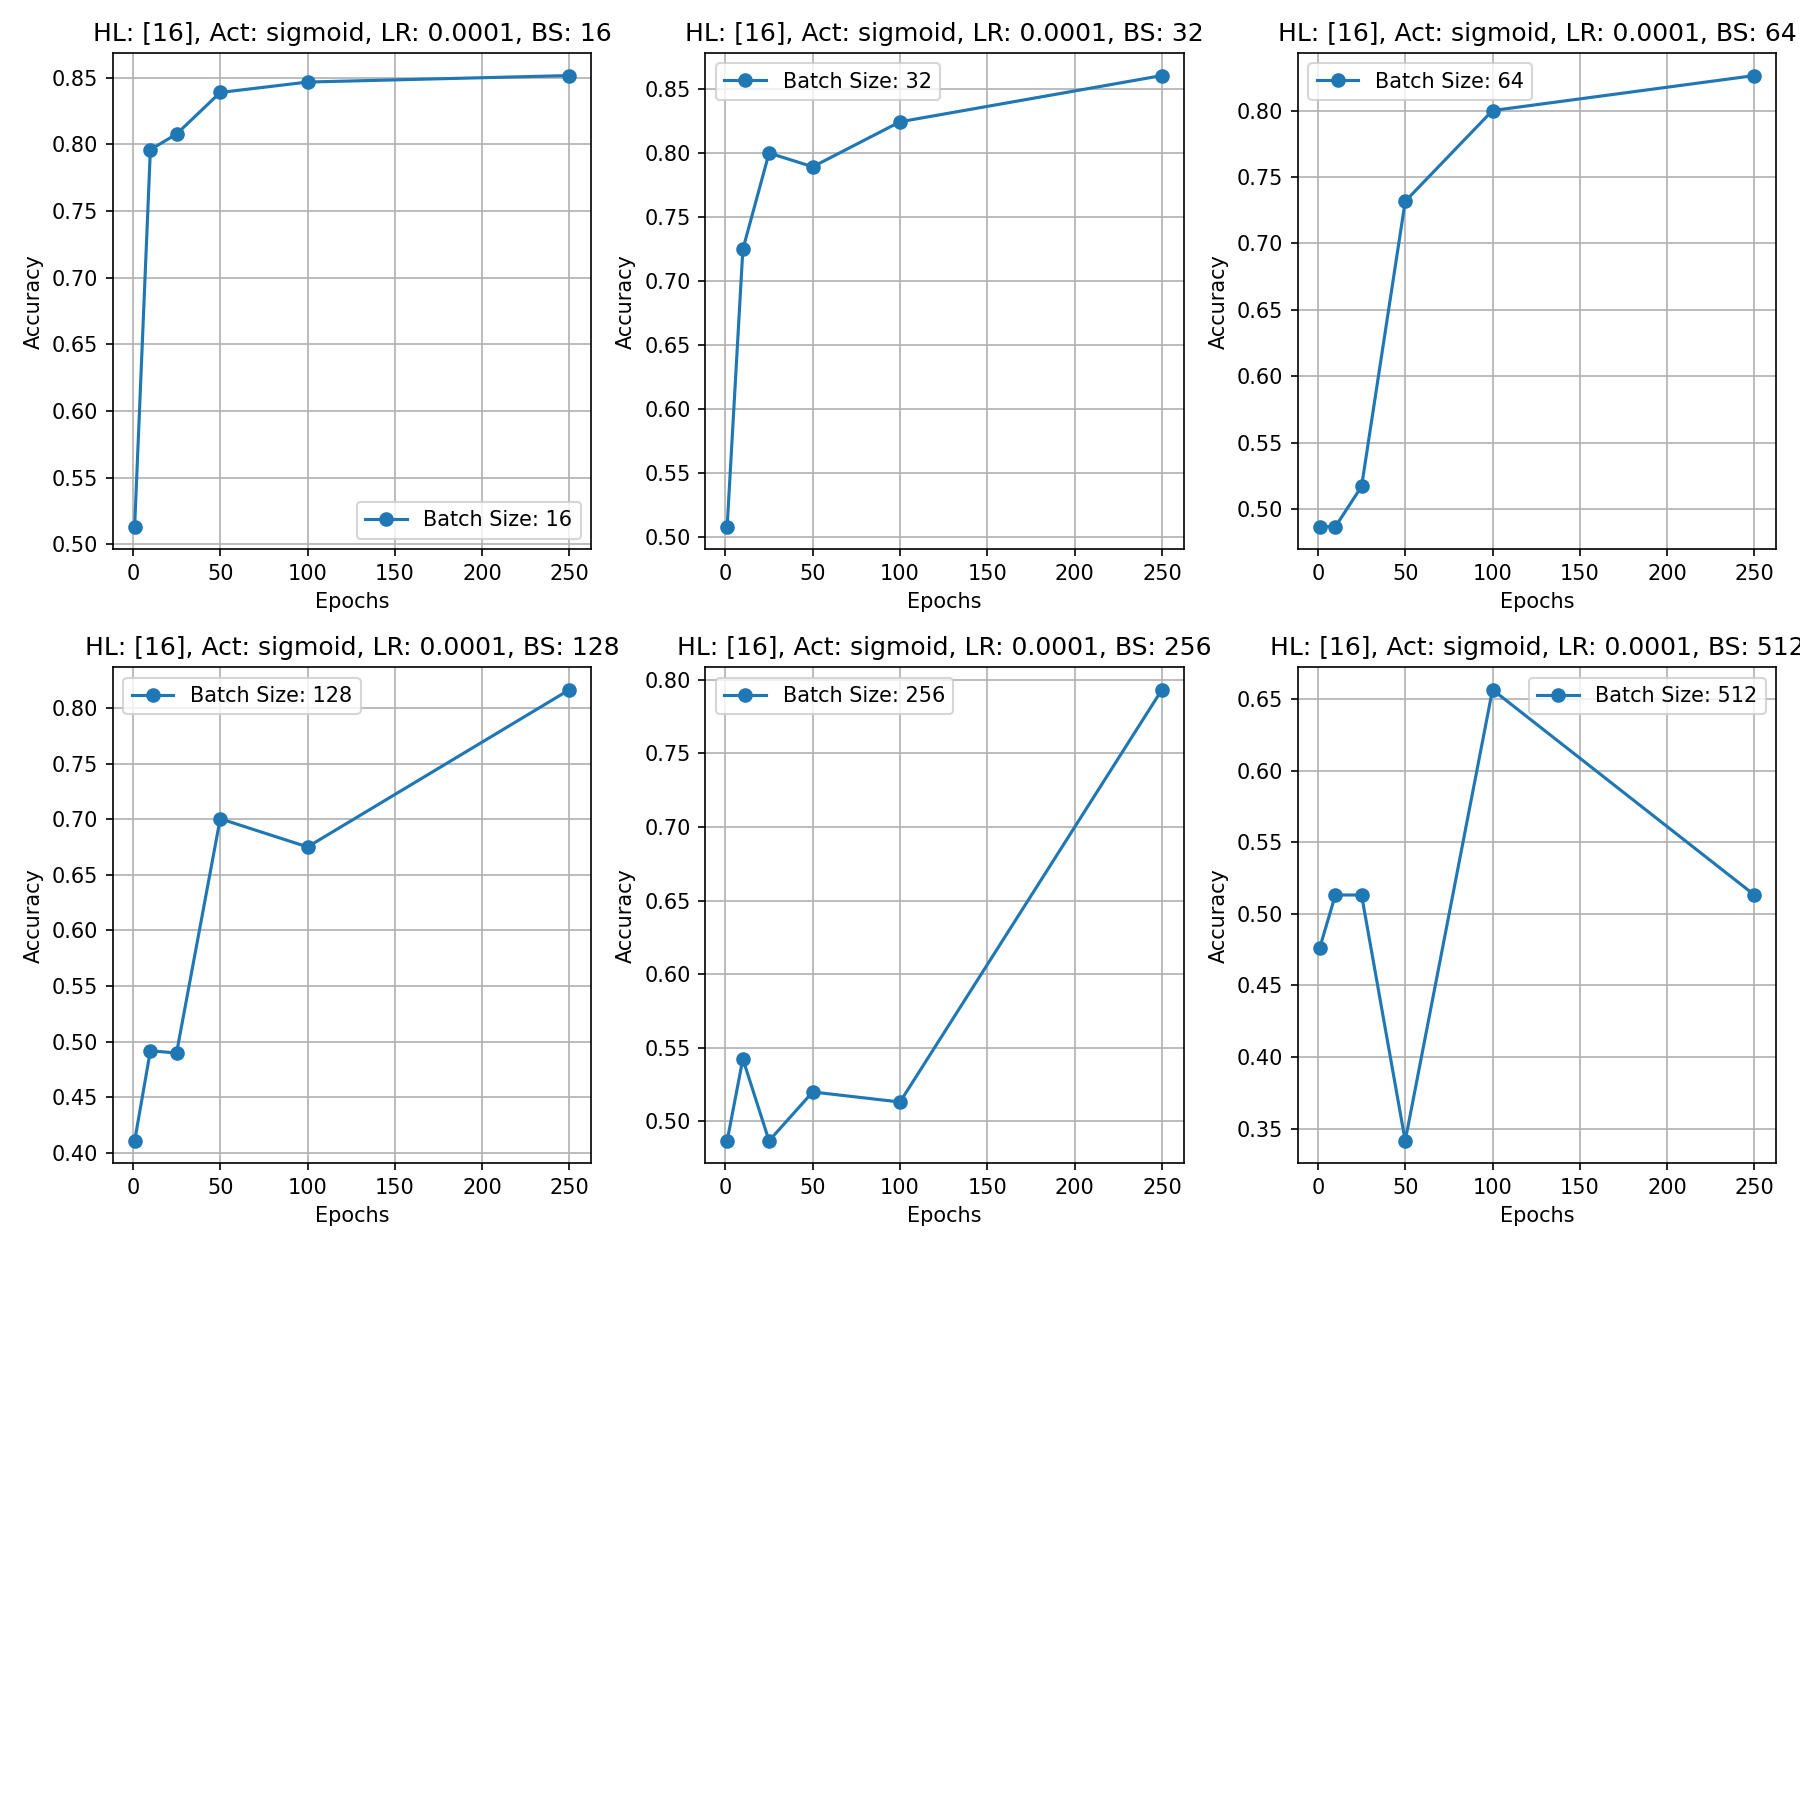 HL: [16], Act: sigmoid, LR: 0.0001, BS: 16
0.85
0.80
0.75
0.70
0.65
0.60
0.55
0.50
Accuracy
Batch Size: 16
0 50 100 150 200 250
Epochs
HL: [16], Act: sigmoid, LR: 0.0001, BS: 32
Batch Size: 32
0.85
0.80
0.75
0.70
0.65
0.60
0.55
0.50
Accuracy
0 50 100 150 200 250
Epochs
HL: [16], Act: sigmoid, LR: 0.0001, BS: 64
Batch Size: 64
0.80
0.75
0.70
0.65
0.60
0.55
0.50
Accuracy
0 50 100 150 200 250
Epochs
HL: [16], Act: sigmoid, LR: 0.0001, BS: 128
Batch Size: 128
0.80
0.75
0.70
0.65
0.60
0.55
0.50
0.45
0.40
Accuracy
0 50 100 150 200 250
Epochs
HL: [16], Act: sigmoid, LR: 0.0001, BS: 256
Batch Size: 256
0.80
0.75
0.70
0.65
0.60
0.55
0.50
Accuracy
0 50 100 150 200 250
Epochs
HL: [16], Act: sigmoid, LR: 0.0001, BS: 512
Batch Size: 512
0.65
0.60
0.55
0.50
0.45
0.40
0.35
Accuracy
0 50 100 150 200 250
Epochs